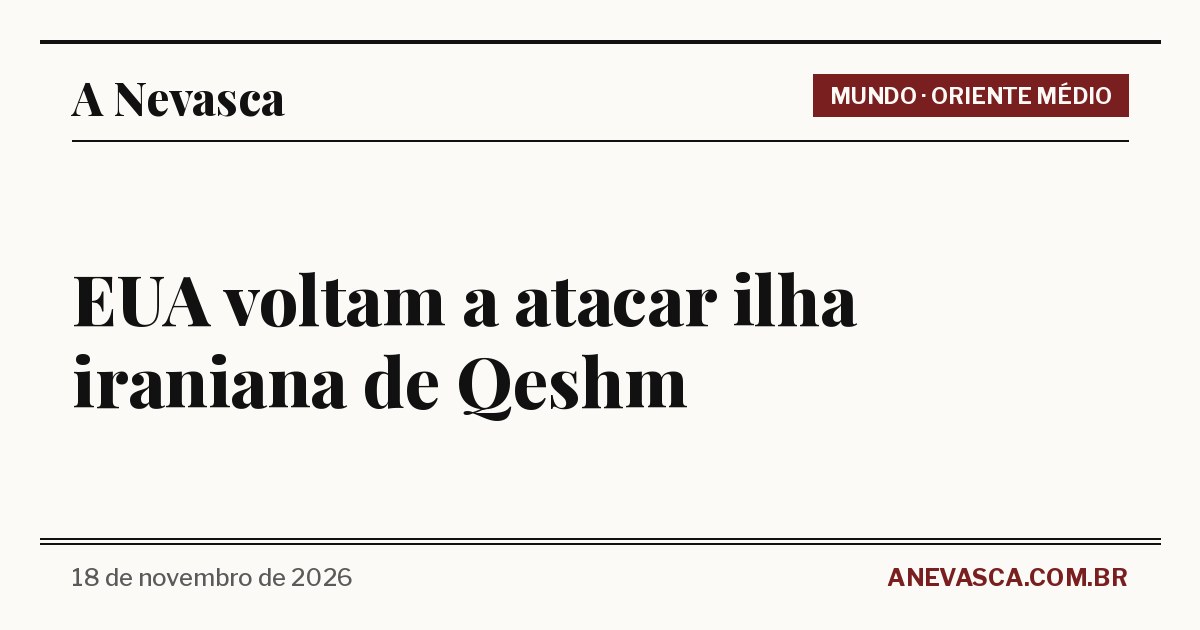 A Nevasca
MUNDO · ORIENTE MÉDIO
EUA voltam a atacar ilha
iraniana de Qeshm
18 de novembro de 2026
ANEVASCA.COM.BR